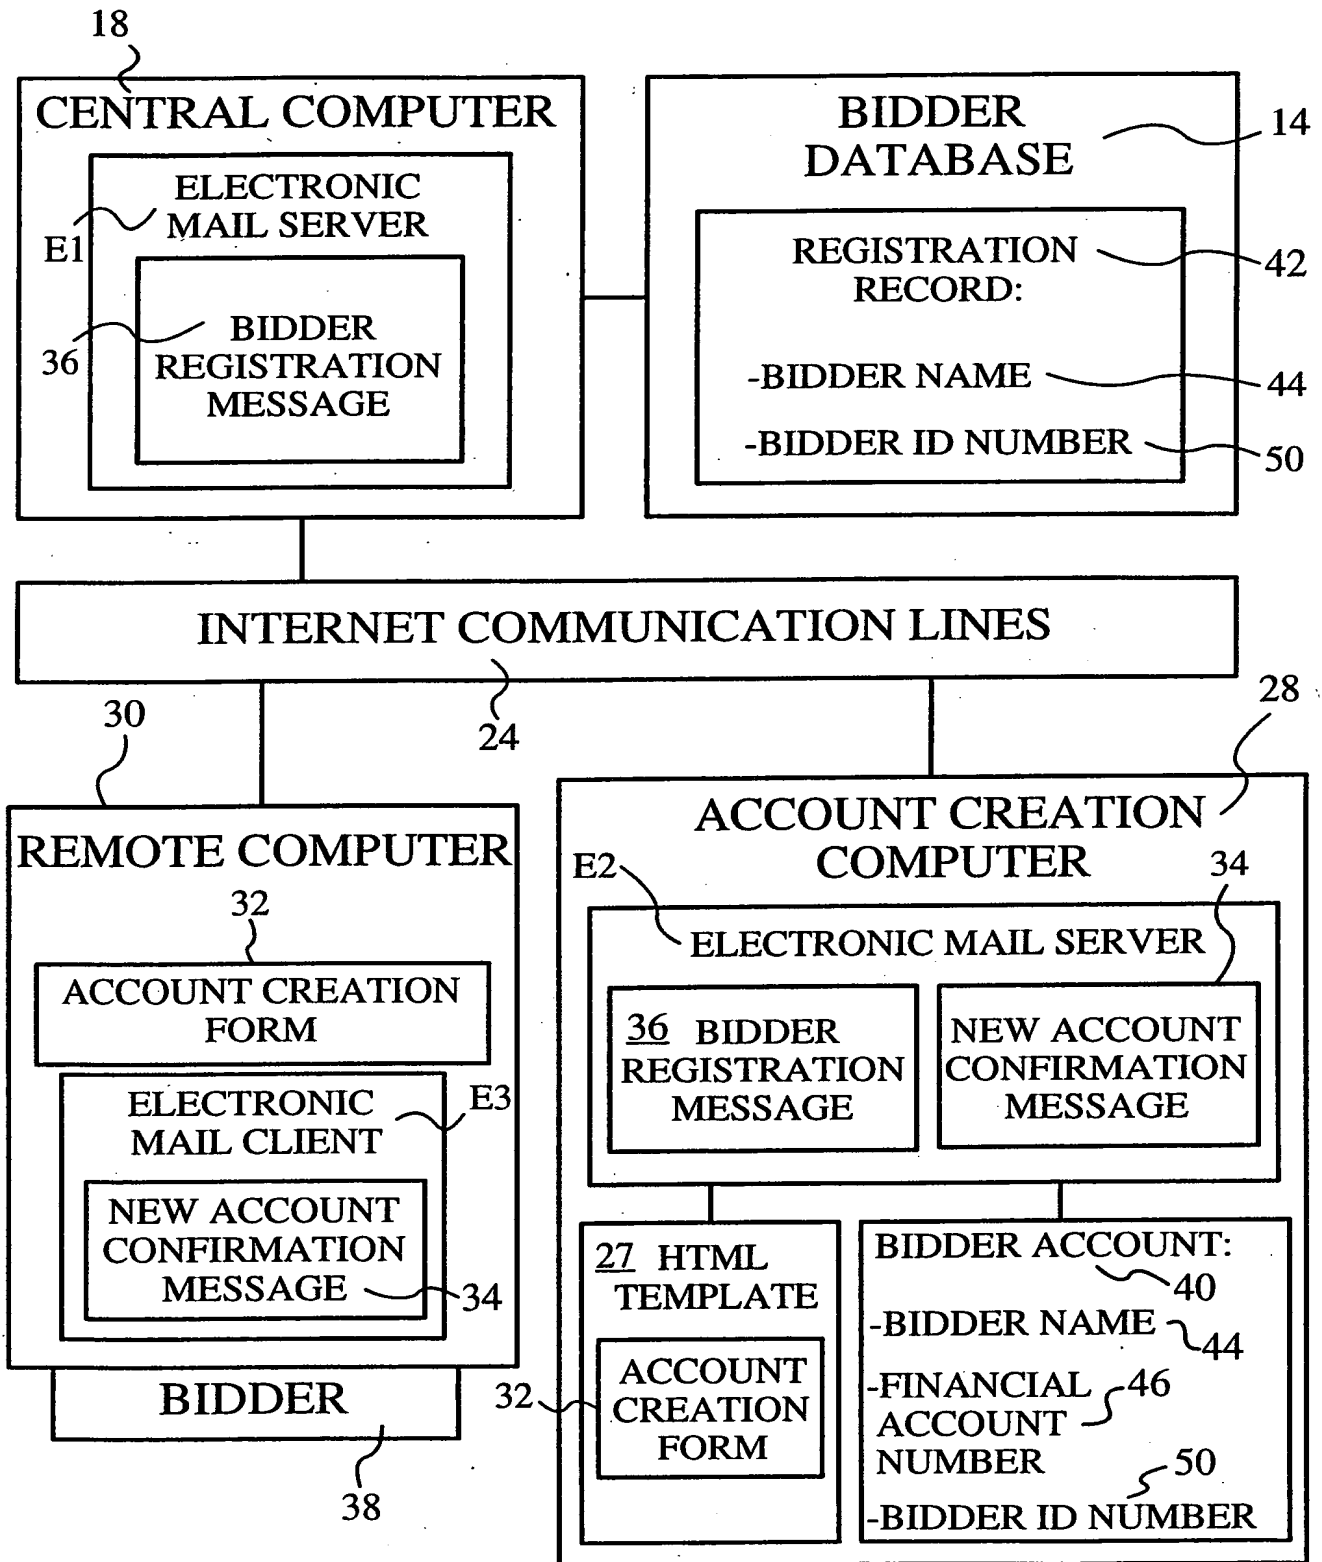 18
CENTRAL COMPUTER
ELECTRONIC
MAIL SERVER
E1
36
BIDDER
REGISTRATION
MESSAGE
BIDDER
DATABASE
14
REGISTRATION
RECORD:
42
-BIDDER NAME
44
-BIDDER ID NUMBER
50
INTERNET COMMUNICATION LINES
24
30
REMOTE COMPUTER
32
ACCOUNT CREATION
FORM
ELECTRONIC
MAIL CLIENT
E3
NEW ACCOUNT
CONFIRMATION
MESSAGE
34
BIDDER
38
28
ACCOUNT CREATION
COMPUTER
E2
34
ELECTRONIC MAIL SERVER
36 BIDDER
REGISTRATION
MESSAGE
NEW ACCOUNT
CONFIRMATION
MESSAGE
27 HTML
TEMPLATE
32
ACCOUNT
CREATION
FORM
BIDDER ACCOUNT:
40
-BIDDER NAME
44
-FINANCIAL
ACCOUNT
NUMBER
46
50
-BIDDER ID NUMBER